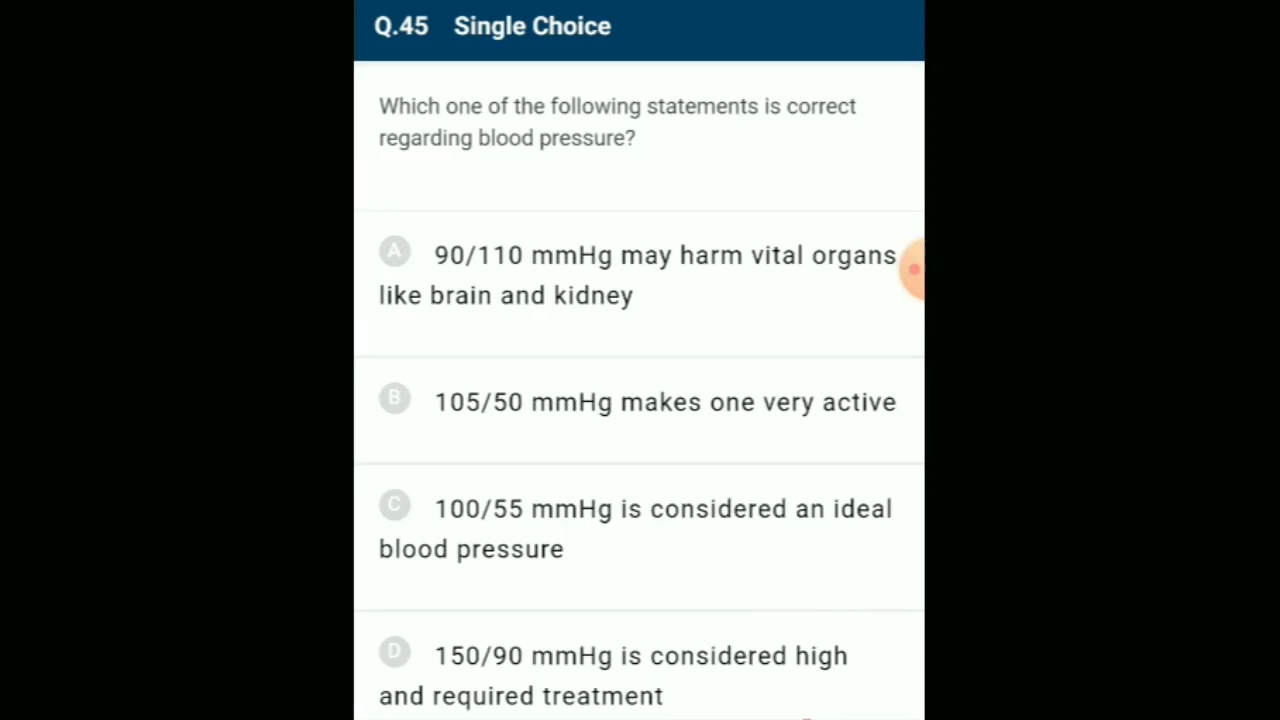 Q.45 Single Choice
Which one of the following statements is correct
regarding blood pressure?
A 90/110 mmHg may harm vital organs
like brain and kidney
B 105/50 mmHg makes one very active
C 100/55 mmHg is considered an ideal
blood pressure
D 150/90 mmHg is considered high
and required treatment